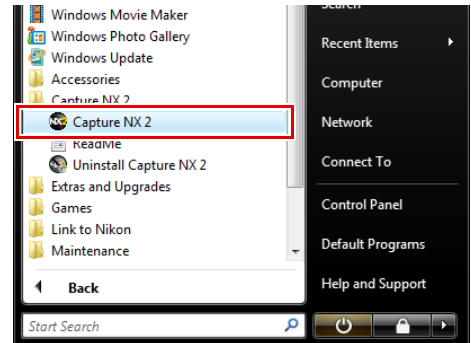 Windows Movie Maker
Windows Photo Gallery
Windows Update
Accessories
Capture NX 2
Capture NX 2
ReadMe
Uninstall Capture NX 2
Extras and Upgrades
Games
Link to Nikon
Maintenance
Back
Start Search
Search
Recent Items
Computer
Network
Connect To
Control Panel
Default Programs
Help and Support